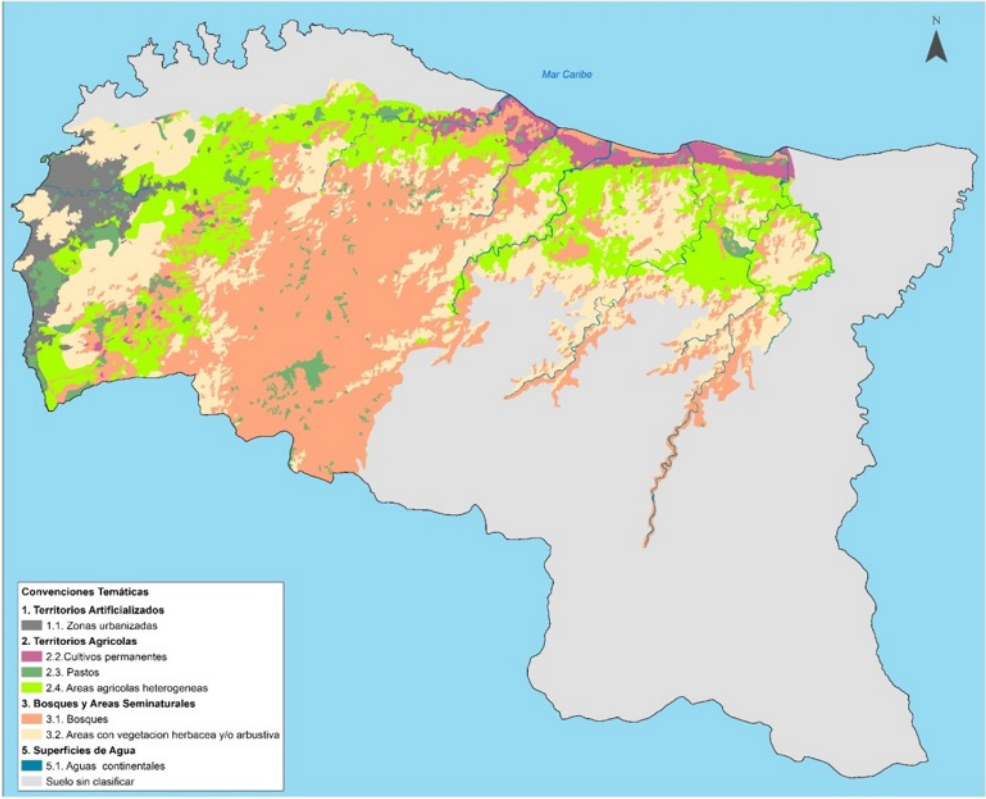 N
Mar Caribe
Convenciones Temáticas
1. Territorios Artificializados
1.1. Zonas urbanizadas
2. Territorios Agricolas
2.2.Cultivos permanentes
2.3. Pastos
2.4. Areas agricolas heterogeneas
3. Bosques y Areas Seminaturales
3.1. Bosques
3.2. Areas con vegetacion herbacea y/o arbustiva
5. Superficies de Agua
5.1. Aguas continentales
Suelo sin clasificar